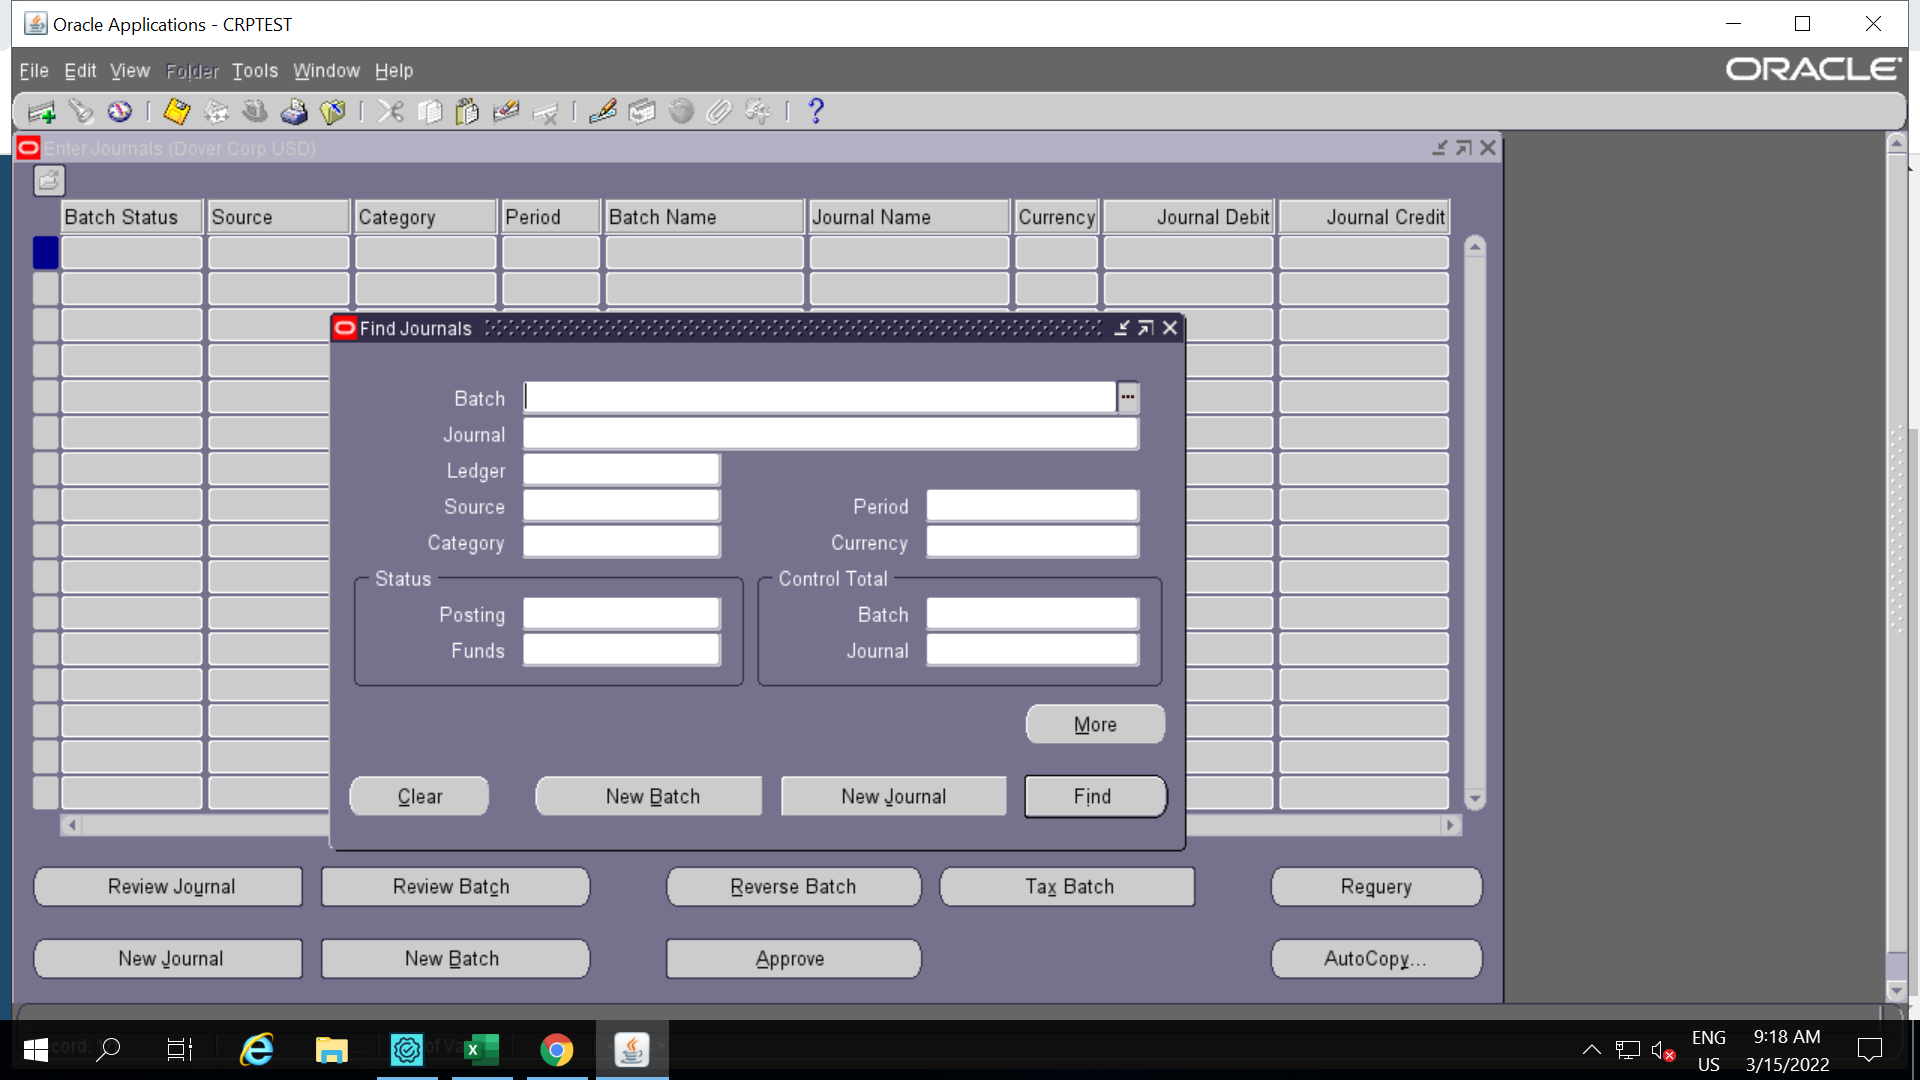 Oracle Applications - CRPTEST
File Edit View Folder Tools Window Help
ORACLE
Enter Journals (Dover Corp USD)
Batch Status Source Category Period Batch Name Journal Name Currency Journal Debit Journal Credit
Find Journals
Batch
Journal
Ledger
Source Period
Category Currency
Status Control Total
Posting Batch
Funds Journal
More
Clear New Batch New Journal Find
Review Journal Review Batch Reverse Batch Tax Batch Requery
New Journal New Batch Approve AutoCopy...
ENG 9:18 AM
US 3/15/2022